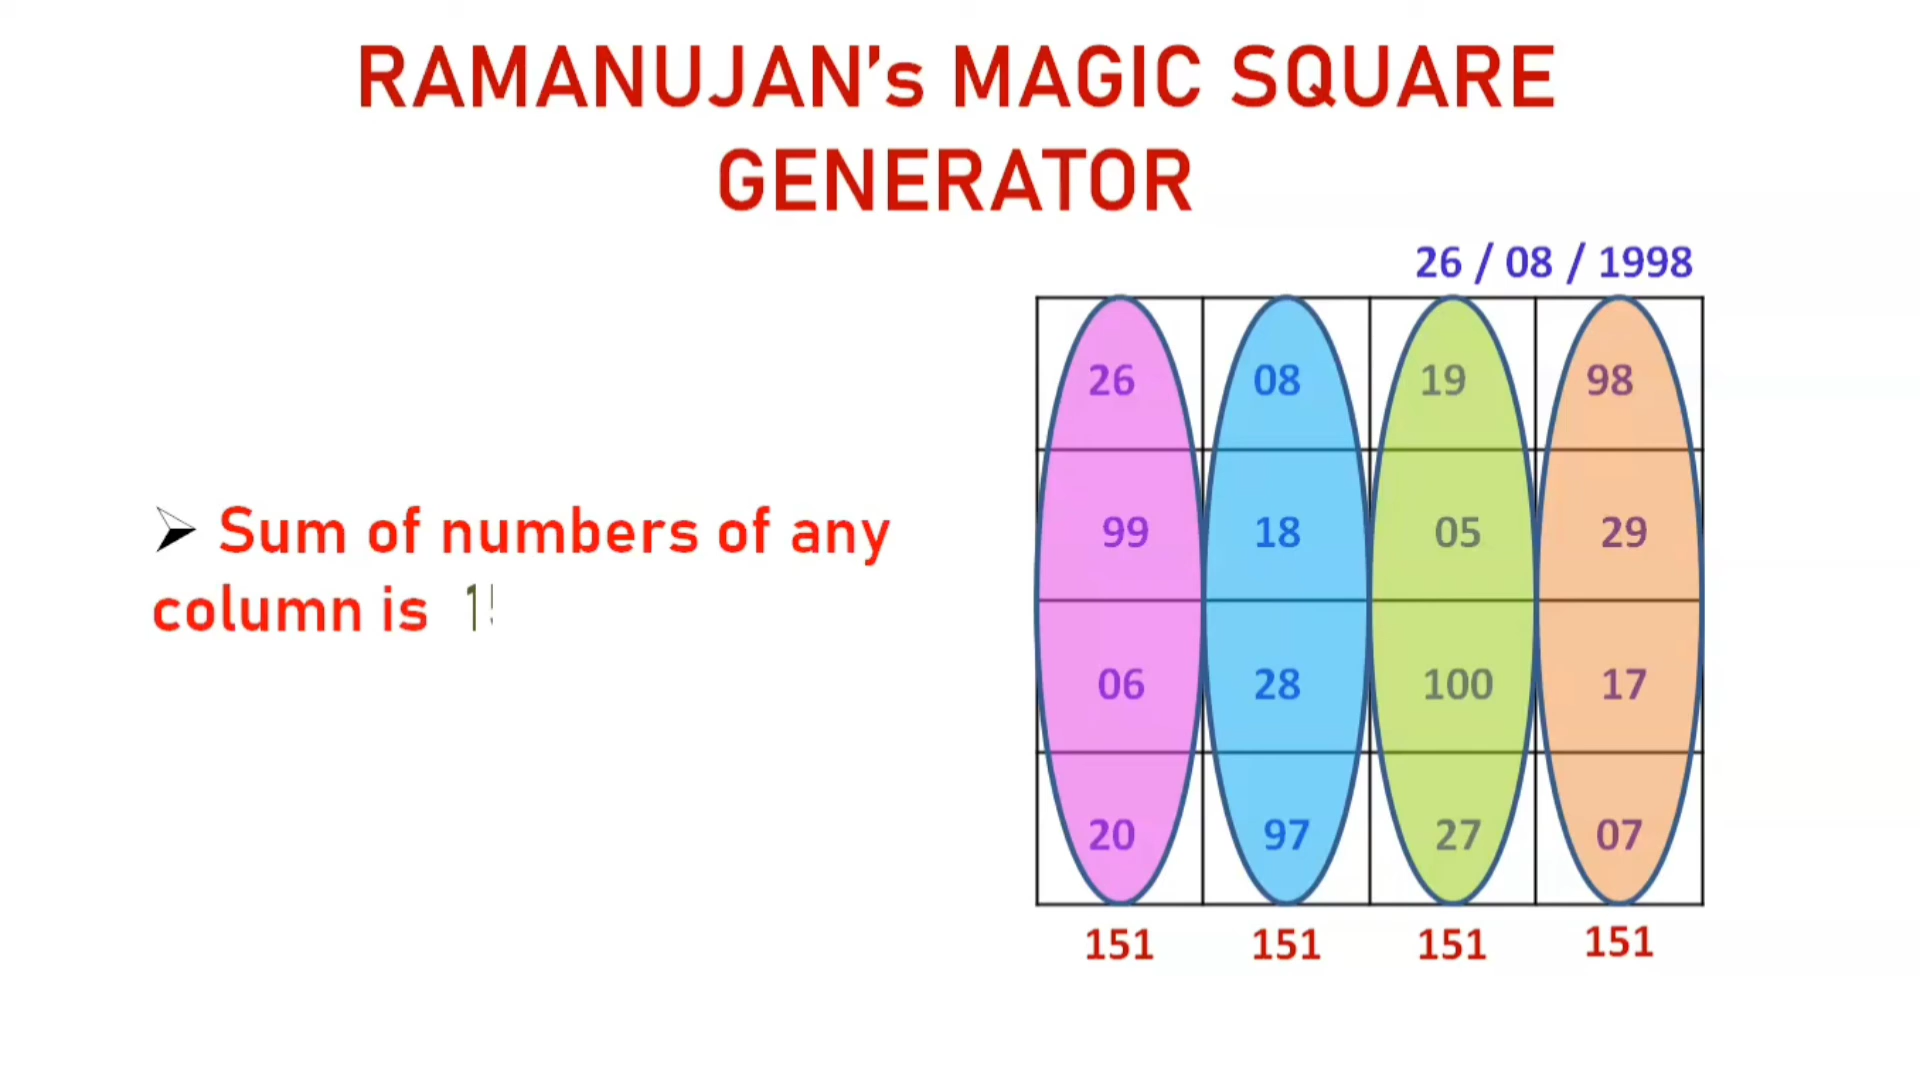 RAMANUJAN's MAGIC SQUARE
GENERATOR
26 / 08 / 1998
26 08 19 98
99 18 05 29
➢ Sum of numbers of any
column is
06 28 100 17
20 97 27 07
151 151 151 151